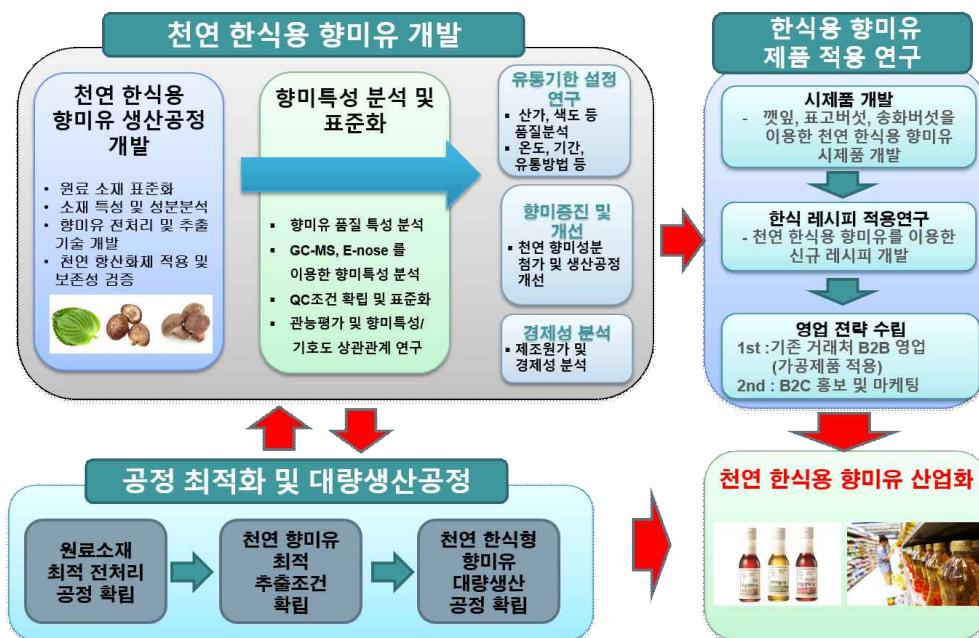 천연 한식용 향미유 개발
천연 한식용
향미유 생산공정
개발
• 원료 소재 표준화
• 소재 특성 및 성분분석
• 향미유 전처리 및 추출
기술 개발
• 천연 항산화제 적용 및
보존성 검증
향미특성 분석 및
표준화
▪ 향미유 품질 특성 분석
▪ GC-MS, E-nose 를
이용한 향미특성 분석
▪ QC조건 확립 및 표준화
▪ 관능평가 및 향미특성/
기호도 상관관계 연구
유통기한 설정
연구
▪ 산가, 색도 등
품질분석
▪ 온도, 기간,
유통방법 등
향미증진 및
개선
▪ 천연 향미성분
첨가 및 생산공정
개선
경제성 분석
▪ 제조원가 및
경제성 분석
한식용 향미유
제품 적용 연구
시제품 개발
- 깻잎, 표고버섯, 송화버섯을
이용한 천연 한식용 향미유
시제품 개발
한식 레시피 적용연구
- 천연 한식용 향미유를 이용한
신규 레시피 개발
영업 전략 수립
1st :기존 거래처 B2B 영업
(가공제품 적용)
2nd : B2C 홍보 및 마케팅
공정 최적화 및 대량생산공정
원료소재
최적 전처리
공정 확립
천연 향미유
최적
추출조건
확립
천연 한식형
향미유
대량생산
공정 확립
천연 한식용 향미유 산업화